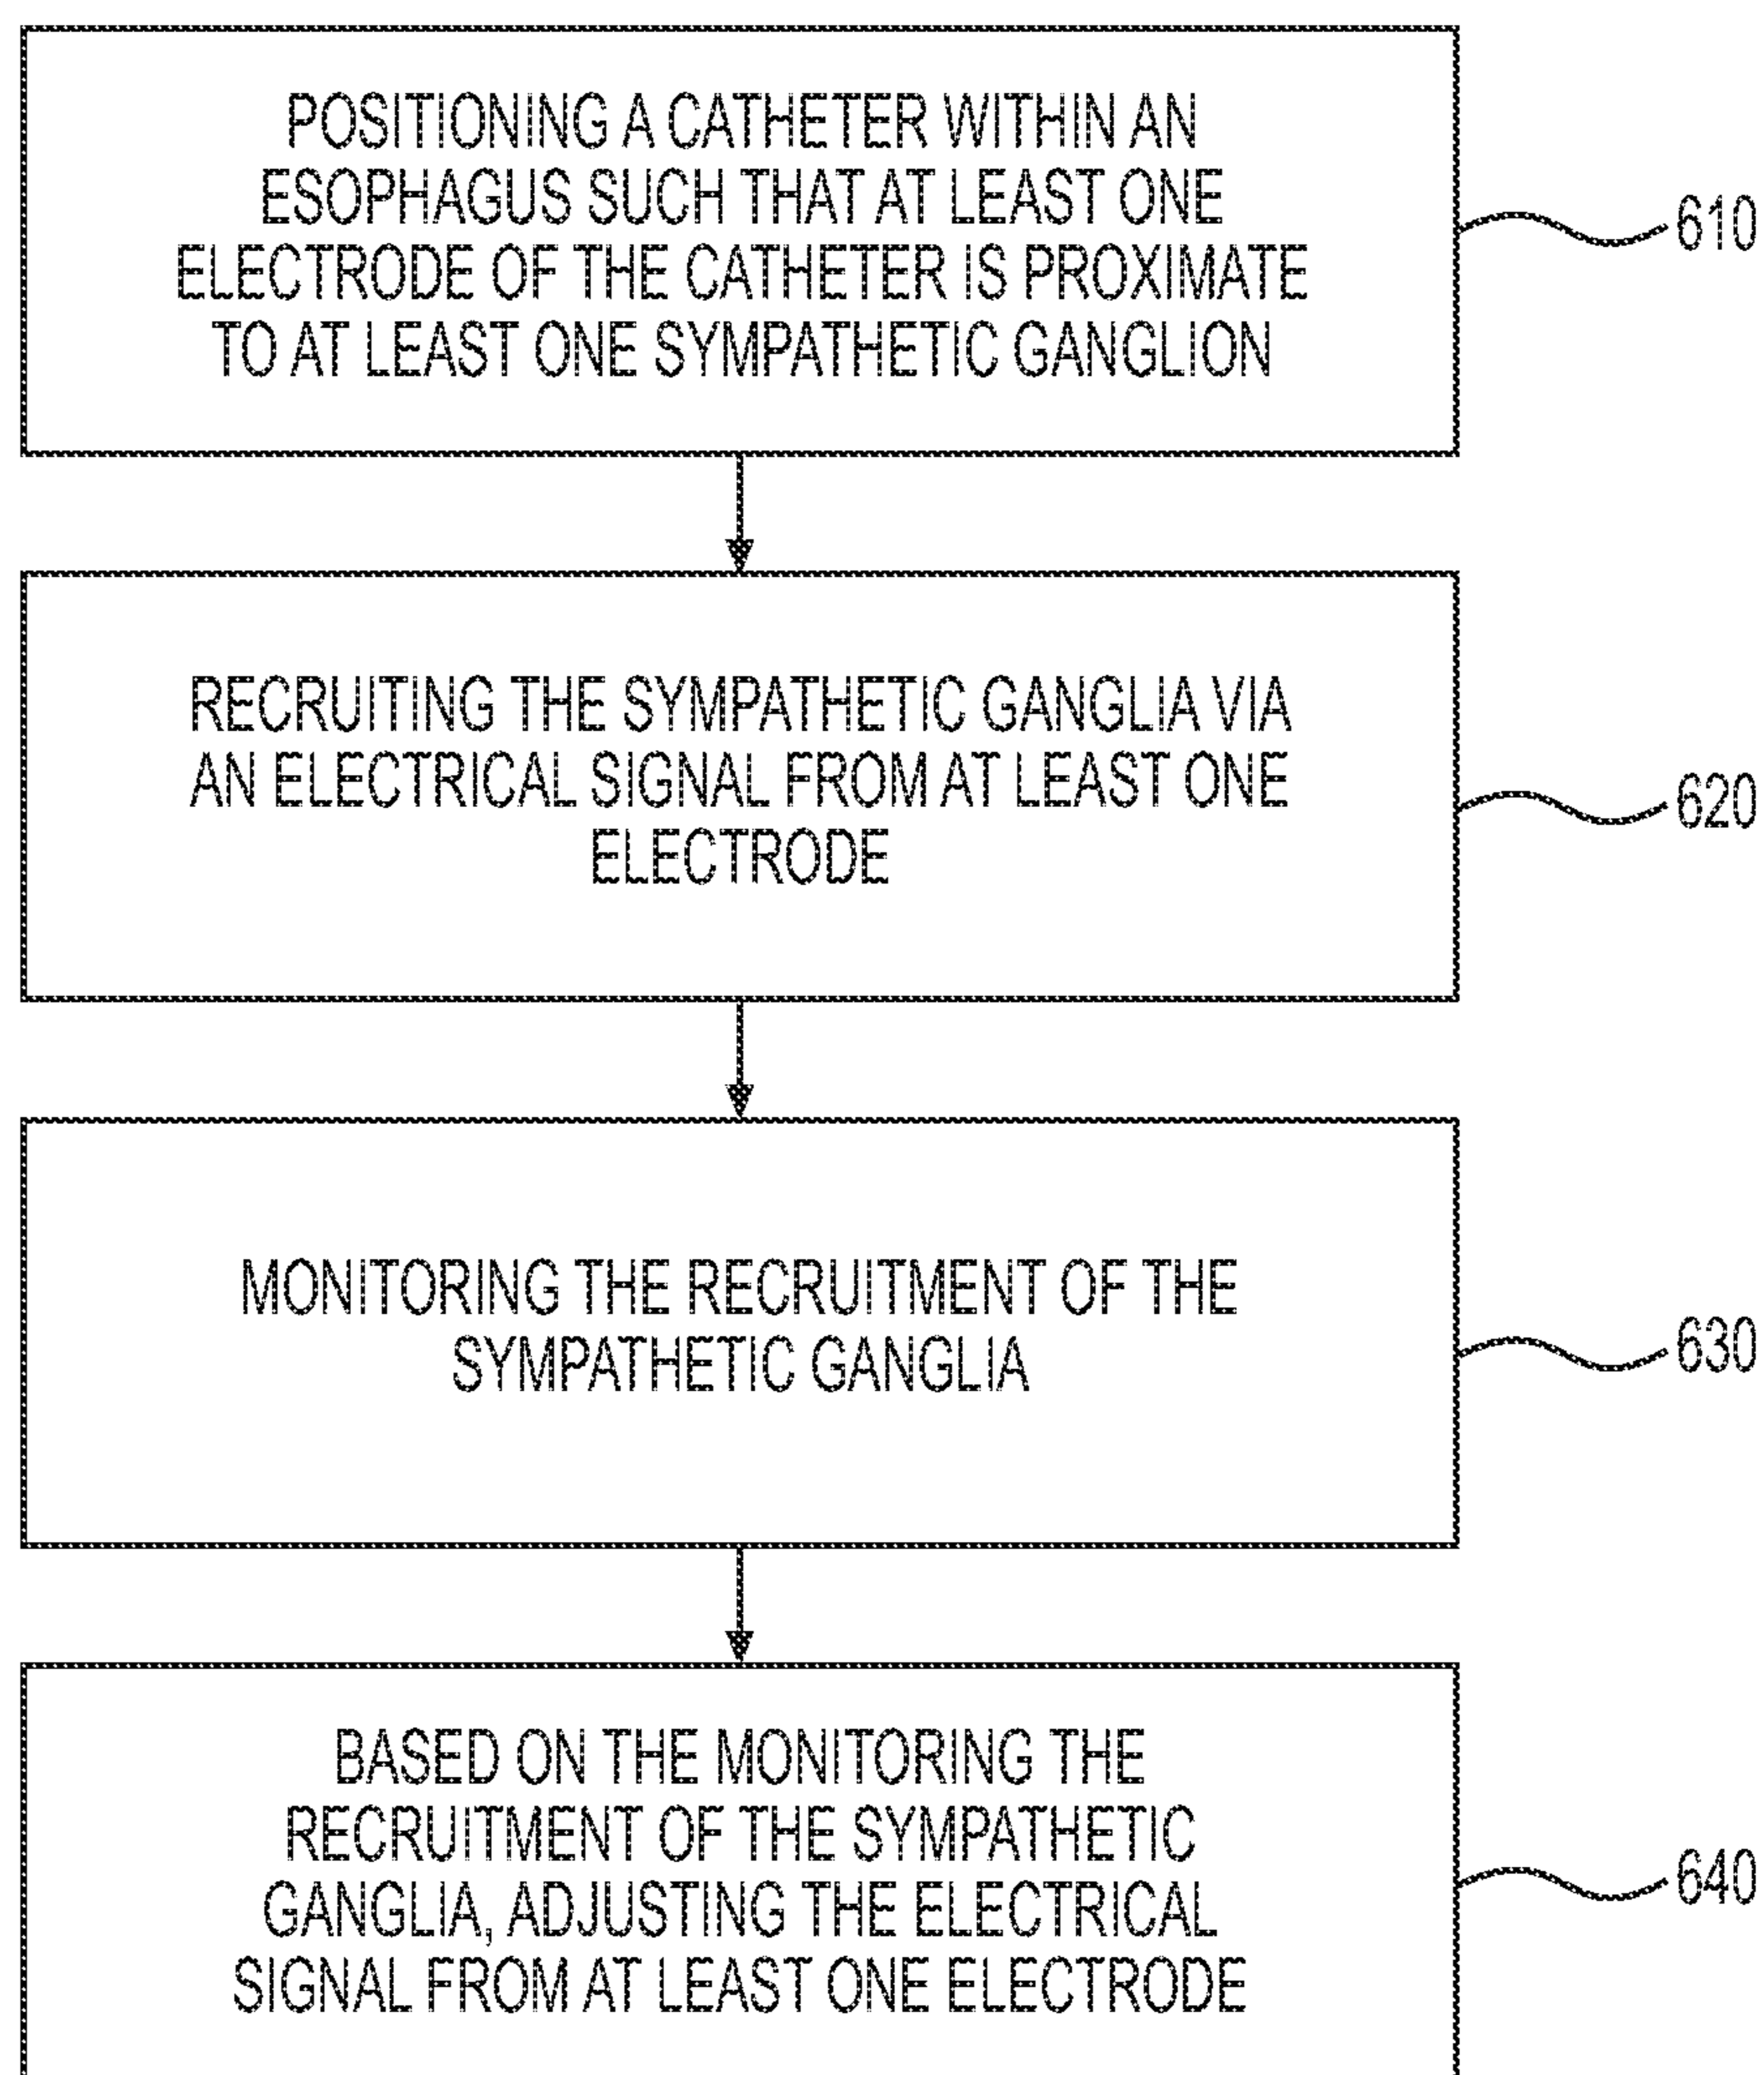 POSITIONING A CATHETER WITHIN AN
ESOPHAGUS SUCH THAT AT LEAST ONE
ELECTRODE OF THE CATHETER IS PROXIMATE
TO AT LEAST ONE SYMPATHETIC GANGLION
610
RECRUITING THE SYMPATHETIC GANGLIA VIA
AN ELECTRICAL SIGNAL FROM AT LEAST ONE
ELECTRODE
620
MONITORING THE RECRUITMENT OF THE
SYMPATHETIC GANGLIA
630
BASED ON THE MONITORING THE
RECRUITMENT OF THE SYMPATHETIC
GANGLIA, ADJUSTING THE ELECTRICAL
SIGNAL FROM AT LEAST ONE ELECTRODE
640